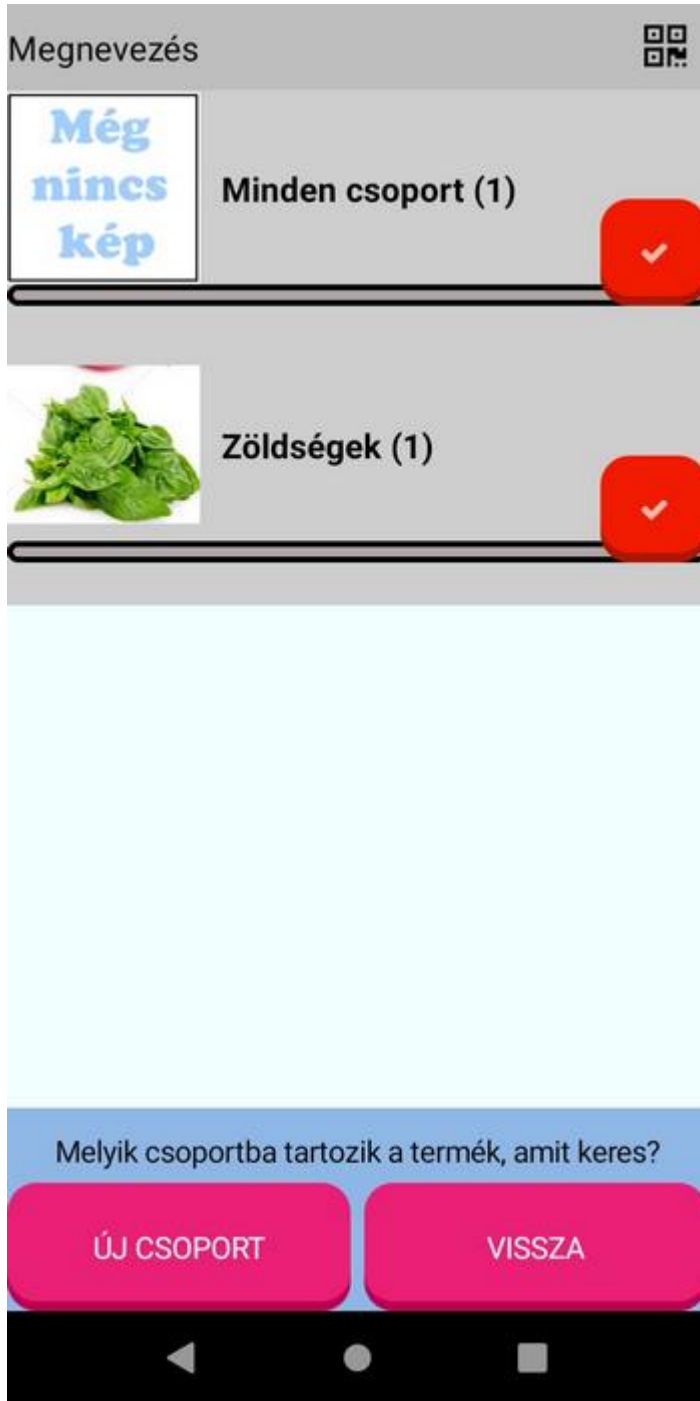 Megnevezés
Még
nincs
kép
Minden csoport (1)
Zöldségek (1)
Melyik csoportba tartozik a termék, amit keres?
ÚJ CSOPORT
VISSZA